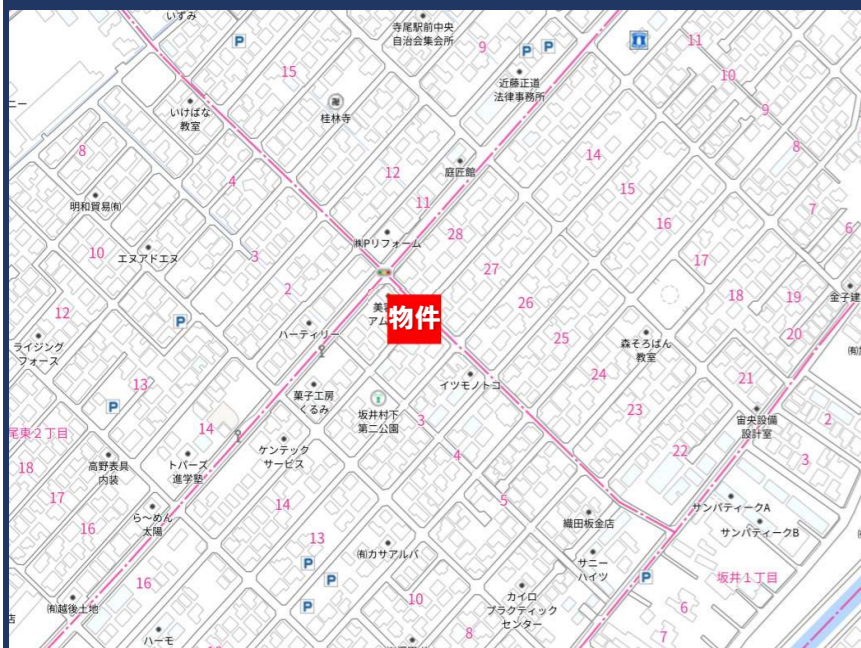 いずみ
寺尾駅前中央
自治会集会所
P
9
P
P
11
15
近藤正道
法律事務所
10
ニー
いけばな
教室
卍
桂林寺
9
14
8
12
庭匠館
8
4
15
明和貿易㈲
11
7
16
㈱Pリフォーム
28
6
エヌアドエヌ
10
3
27
17
2
26
18
19
金子建
12
物件
美
アム
P
ハーティリー
20
25
森そろばん
教室
ライジング
フォース
24
21
イツモノトコ
13
菓子工房
くるみ
P
坂井村下
第二公園
23
3
宙央設備
設計室
2
14
尾東2丁目
ケンテック
サービス
22
4
3
高野表具
内装
トパーズ
進学塾
18
5
17
14
サンパティークA
ら〜めん
太陽
織田板金店
サンパティークB
16
13
㈲カサアルバ
サニー
ハイツ
P
P
P
坂井1丁目
16
カイロ
プラクティック
センター
10
P
6
㈲越後土地
店
8
7
ハーモ